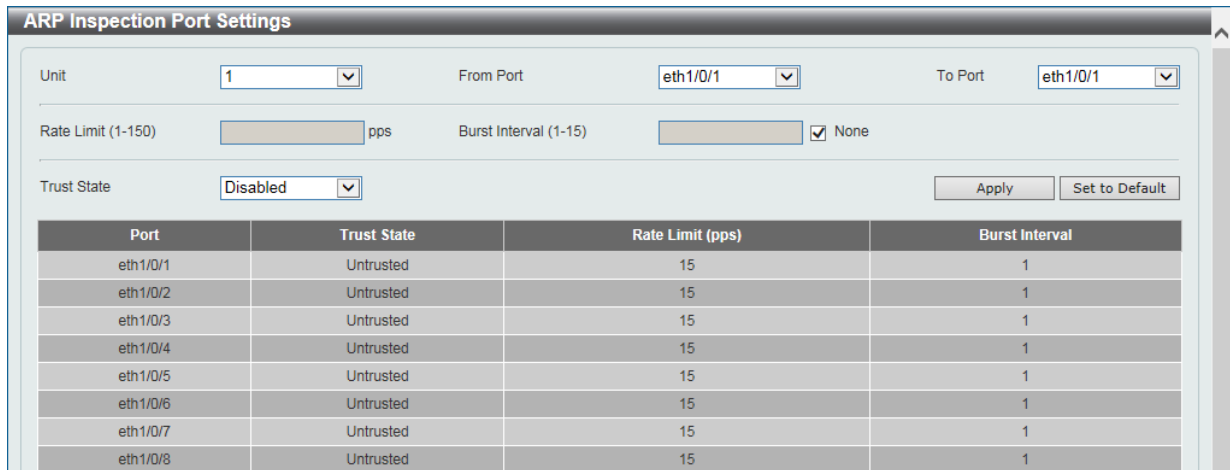 ARP Inspection Port Settings
Unit 1 From Port eth1/0/1 To Port eth1/0/1
Rate Limit (1-150) pps Burst Interval (1-15) None
Trust State Disabled Apply Set to Default
Port Trust State Rate Limit (pps) Burst Interval
eth1/0/1 Untrusted 15 1
eth1/0/2 Untrusted 15 1
eth1/0/3 Untrusted 15 1
eth1/0/4 Untrusted 15 1
eth1/0/5 Untrusted 15 1
eth1/0/6 Untrusted 15 1
eth1/0/7 Untrusted 15 1
eth1/0/8 Untrusted 15 1